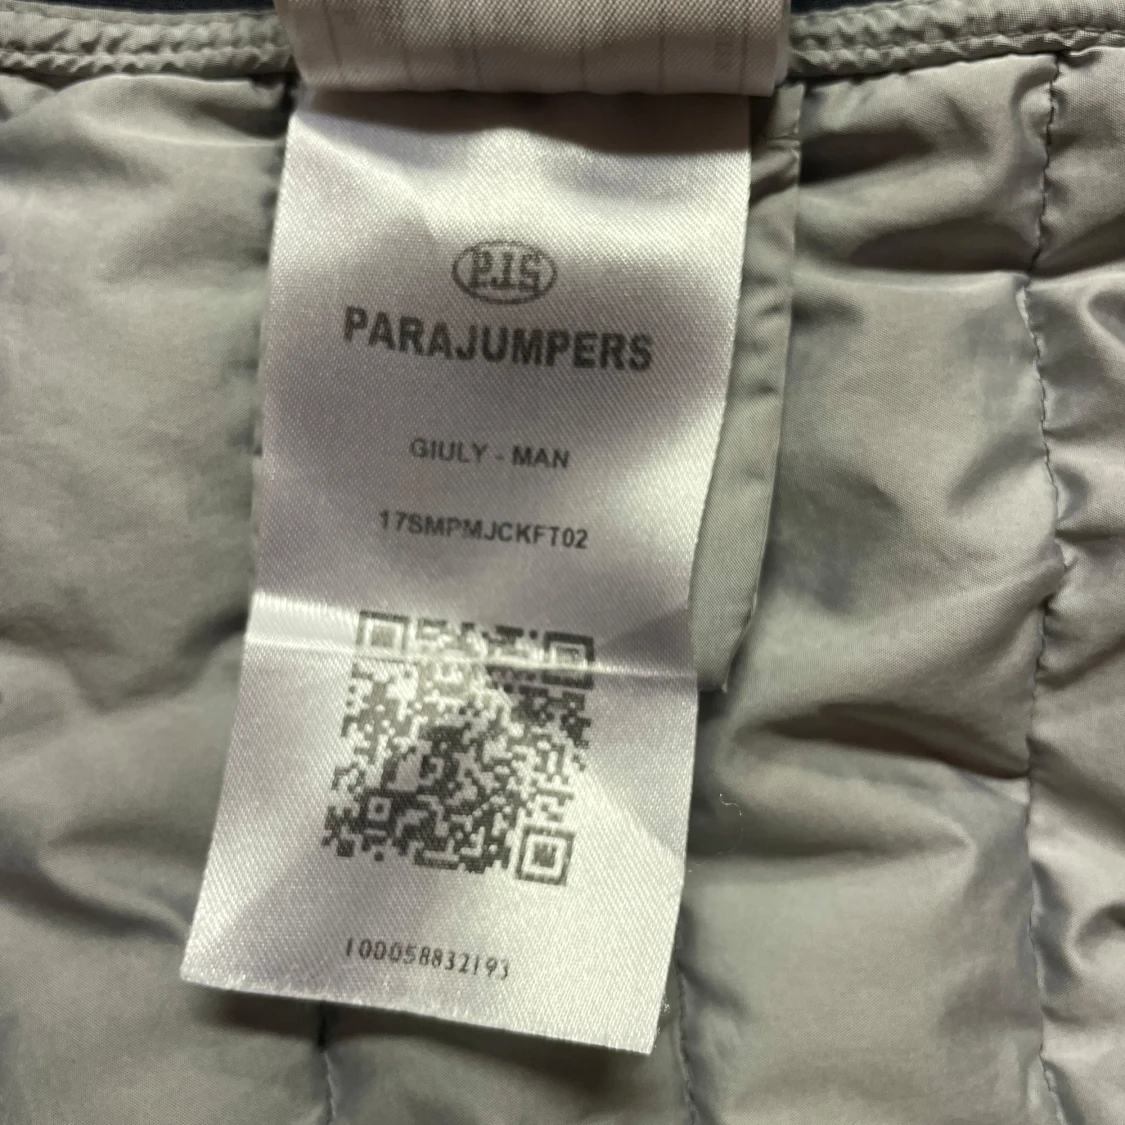 PJS
PARAJUMPERS
GIULY - MAN
17SMPMJCKFT02
100058832193